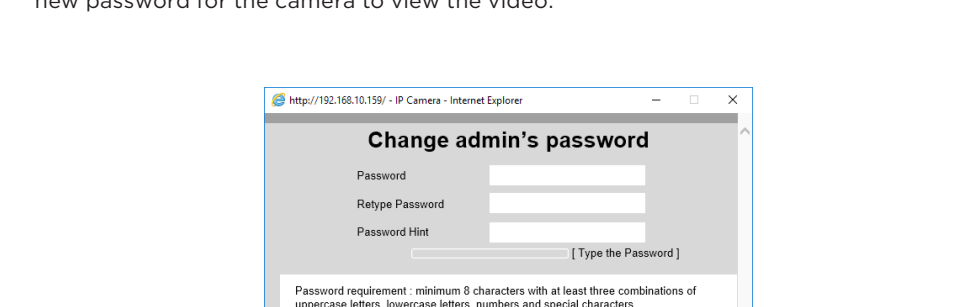 new password for the camera to view the video.
http://192.168.10.159/ - IP Camera - Internet Explorer
Change admin's password
Password
Retype Password
Password Hint
[ Type the Password ]
Password requirement : minimum 8 characters with at least three combinations of
uppercase letters, lowercase letters, numbers and special characters